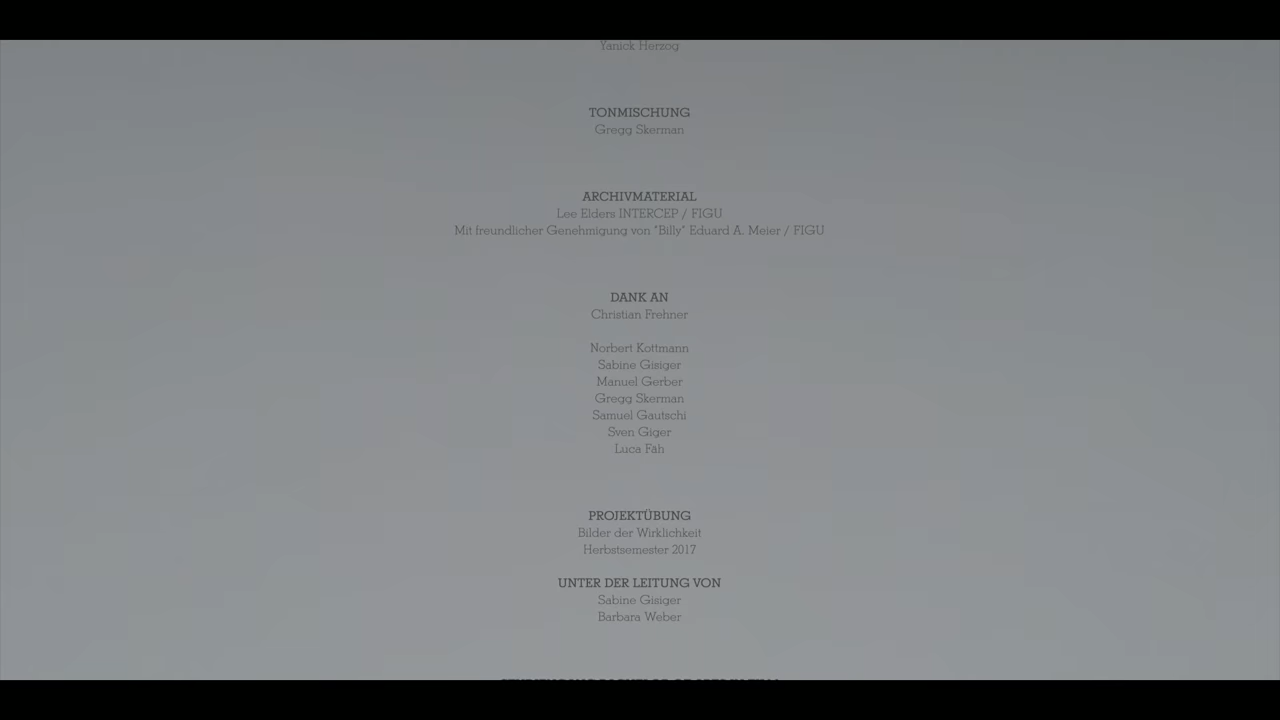 Yanick Herzog
TONMISCHUNG
Gregg Skerman
ARCHIVMATERIAL
Lee Elders INTERCEP / FIGU
Mit freundlicher Genehmigung von "Billy" Eduard A. Meier / FIGU
DANK AN
Christian Frehner
Norbert Kottmann
Sabine Gisiger
Manuel Gerber
Gregg Skerman
Samuel Gautschi
Sven Giger
Luca Fäh
PROJEKTÜBUNG
Bilder der Wirklichkeit
Herbstsemester 2017
UNTER DER LEITUNG VON
Sabine Gisiger
Barbara Weber